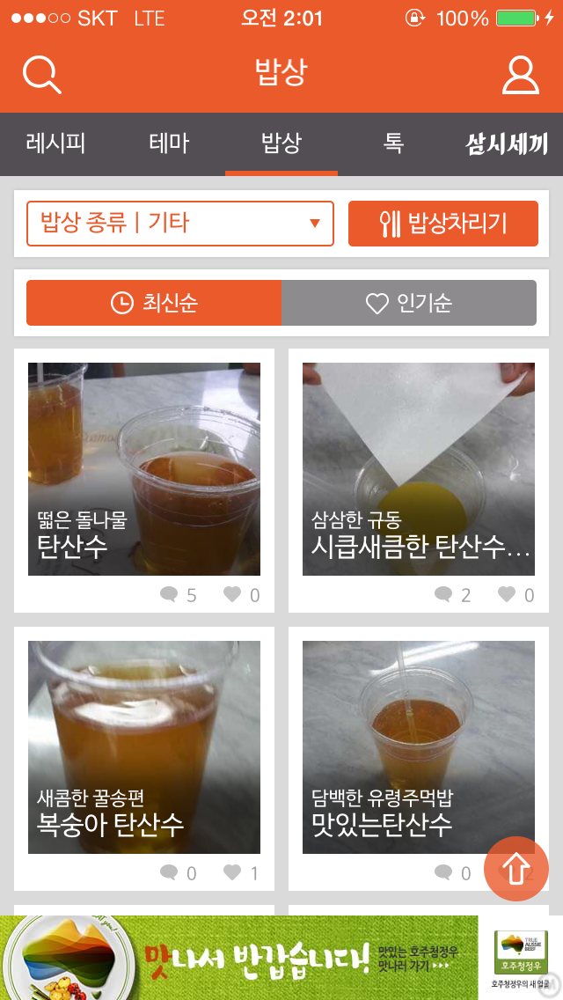 SKT LTE 오전 2:01 100%
밥상
레시피 테마 밥상 톡 삼시세끼
밥상 종류 | 기타
밥상차리기
최신순 인기순
떫은 돌나물
탄산수
5 0
삼삼한 규동
시큼새큼한 탄산수...
2 0
새콤한 꿀송편
복숭아 탄산수
0 1
담백한 유령주먹밥
맛있는탄산수
0 2
맛나서 반갑습니다!
맛있는 호주청정우
맛나러 가기
TRUE
AUSSIE
BEEF
호주청정우
호주청정우의 새 얼굴